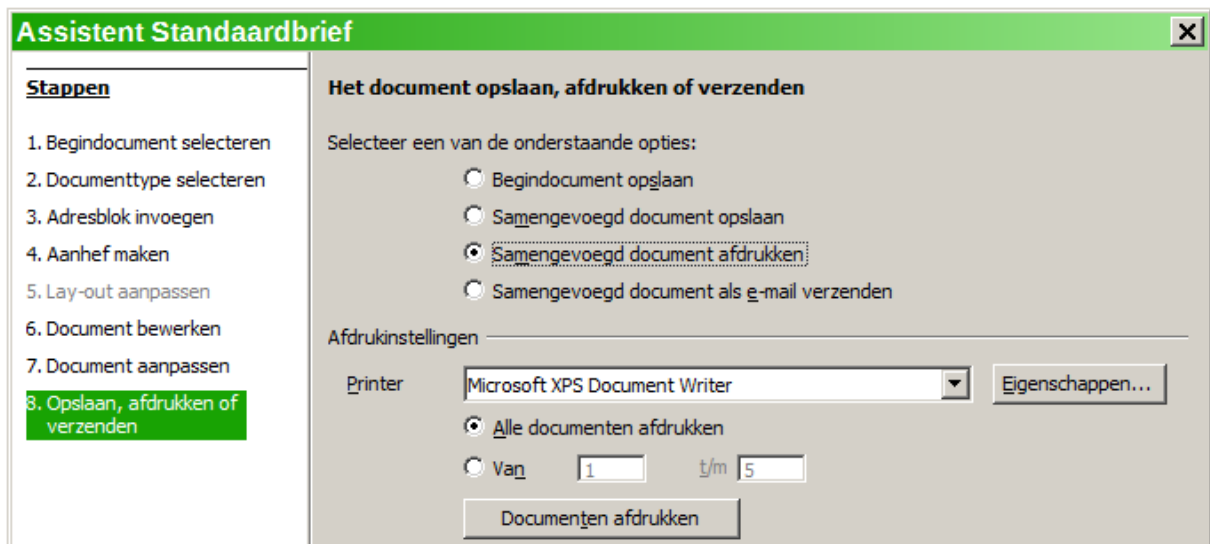 Assistent Standaardbrief
Stappen
1. Begindocument selecteren
2. Documenttype selecteren
3. Adresblok invoegen
4. Aanhef maken
5. Lay-out aanpassen
6. Document bewerken
7. Document aanpassen
8. Opslaan, afdrukken of
verzenden
Het document opslaan, afdrukken of verzenden
Selecteer een van de onderstaande opties:
Begindocument opslaan
Samengevoegd document opslaan
Samengevoegd document afdrukken
Samengevoegd document als e-mail verzenden
Afdrukinstellingen
Printer Microsoft XPS Document Writer Eigenschappen...
Alle documenten afdrukken
Van 1 t/m 5
Documenten afdrukken